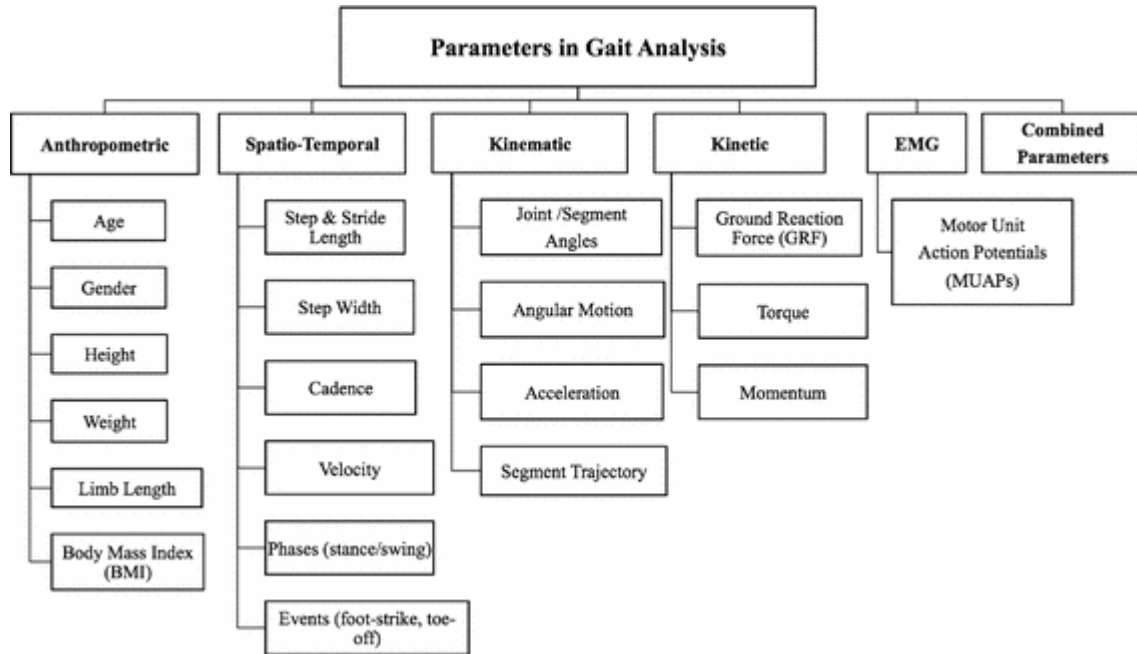 Parameters in Gait Analysis
Anthropometric
Age
Gender
Height
Weight
Limb Length
Body Mass Index
(BMI)
Spatio-Temporal
Step & Stride
Length
Step Width
Cadence
Velocity
Phases (stance/swing)
Events (foot-strike, toe-
off)
Kinematic
Joint /Segment
Angles
Angular Motion
Acceleration
Segment Trajectory
Kinetic
Ground Reaction
Force (GRF)
Torque
Momentum
EMG
Motor Unit
Action Potentials
(MUAPs)
Combined
Parameters